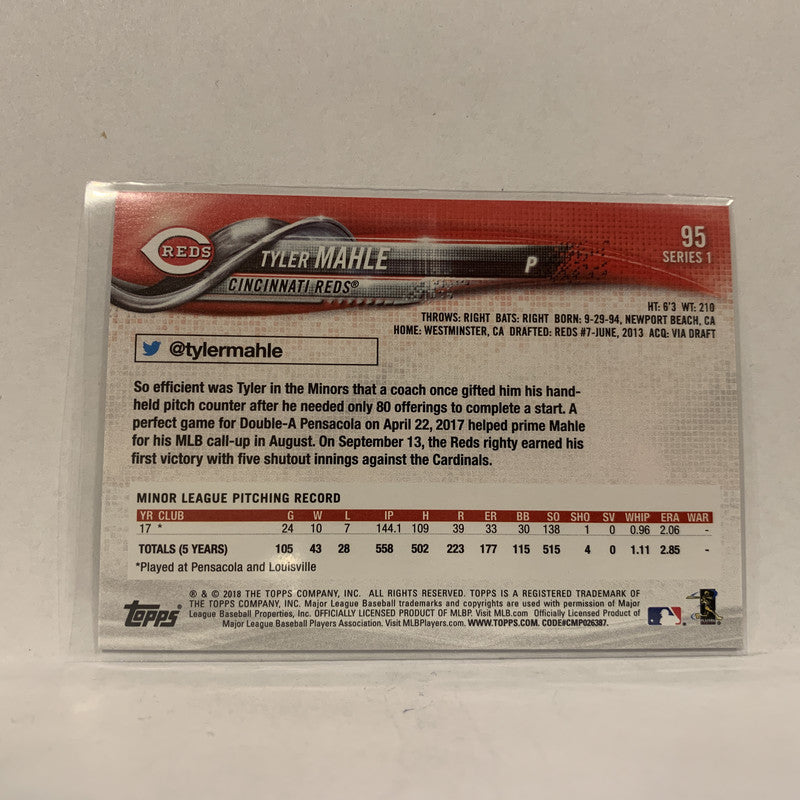 REDS
TYLER MAHLE
P
95
SERIES 1
CINCINNATI REDS®
HT: 6'3 WT: 210
THROWS: RIGHT BATS: RIGHT BORN: 9-29-94, NEWPORT BEACH, CA
HOME: WESTMINSTER, CA DRAFTED: REDS #7-JUNE, 2013 ACQ: VIA DRAFT
@tylermahle
So efficient was Tyler in the Minors that a coach once gifted him his hand-
held pitch counter after he needed only 80 offerings to complete a start. A
perfect game for Double-A Pensacola on April 22, 2017 helped prime Mahle
for his MLB call-up in August. On September 13, the Reds righty earned his
first victory with five shutout innings against the Cardinals.
MINOR LEAGUE PITCHING RECORD
YR CLUB G W L IP H R ER BB SO SHO SV WHIP ERA WAR
17 * 24 10 7 144.1 109 39 33 30 138 1 0 0.96 2.06 -
TOTALS (5 YEARS) 105 43 28 558 502 223 177 115 515 4 0 1.11 2.85 -
*Played at Pensacola and Louisville
® & © 2018 THE TOPPS COMPANY, INC. ALL RIGHTS RESERVED. TOPPS IS A REGISTERED TRADEMARK OF
THE TOPPS COMPANY, INC. Major League Baseball trademarks and copyrights are used with permission of Major
League Baseball Properties, Inc. OFFICIALLY LICENSED PRODUCT OF MLBP. Visit MLB.com Officially Licensed Product of
Major League Baseball Players Association. Visit MLBPlayers.com. WWW.TOPPS.COM. CODE#CMP026387.
TOPPS®